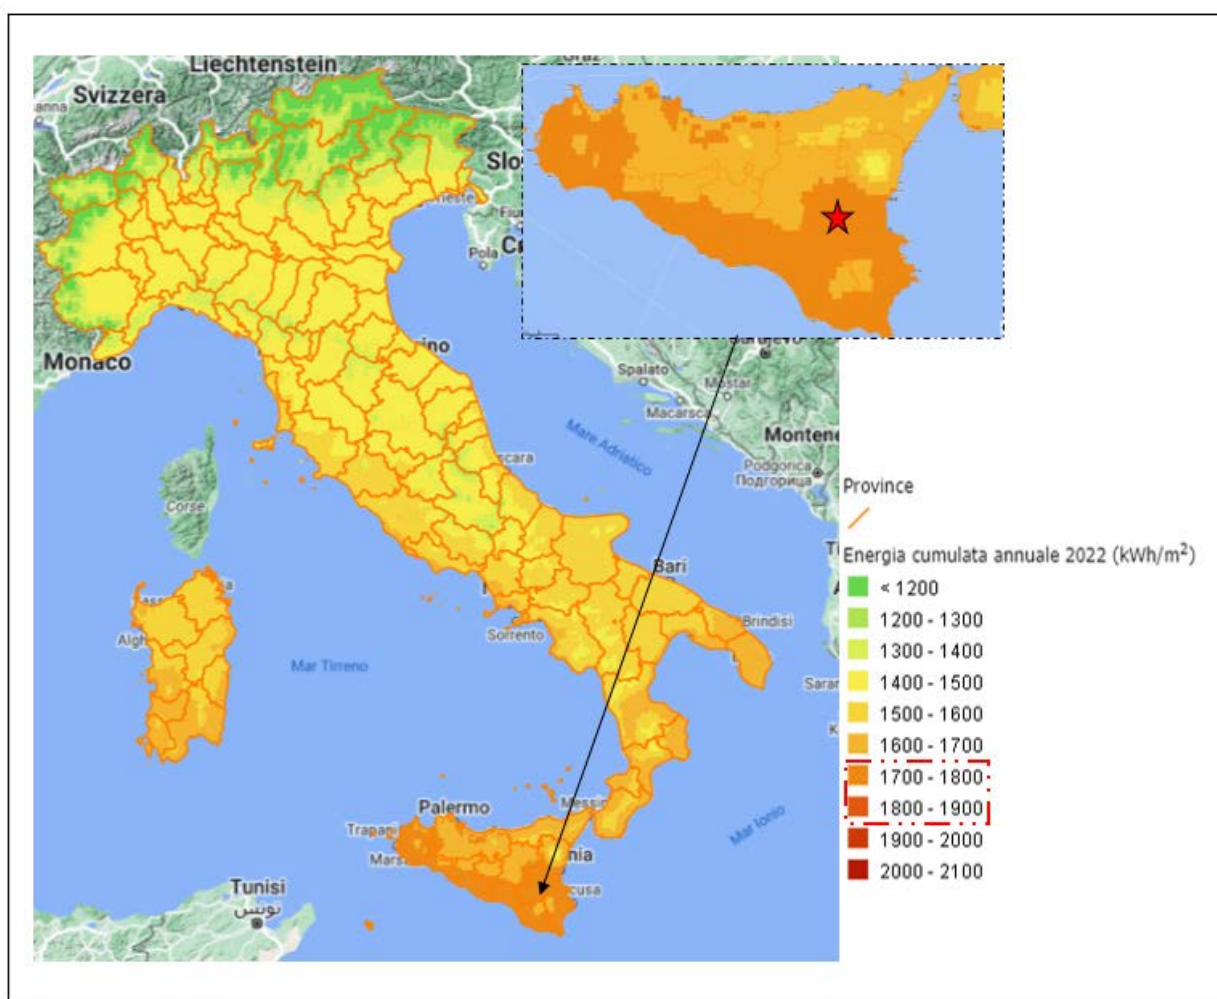 Liechtenstein
Svizzera
Monaco
Pola
Spalato
Mostar
Macarsca
Mare Adriatico
Podgorica
Подгорица
Corse
Bari
Brindisi
Sorrento
Mar Tirreno
Palermo
Trapani
Mar Ionio
Tunisi
تونس
Province
Energia cumulata annuale 2022 (kWh/m²)
< 1200
1200 - 1300
1300 - 1400
1400 - 1500
1500 - 1600
1600 - 1700
1700 - 1800
1800 - 1900
1900 - 2000
2000 - 2100